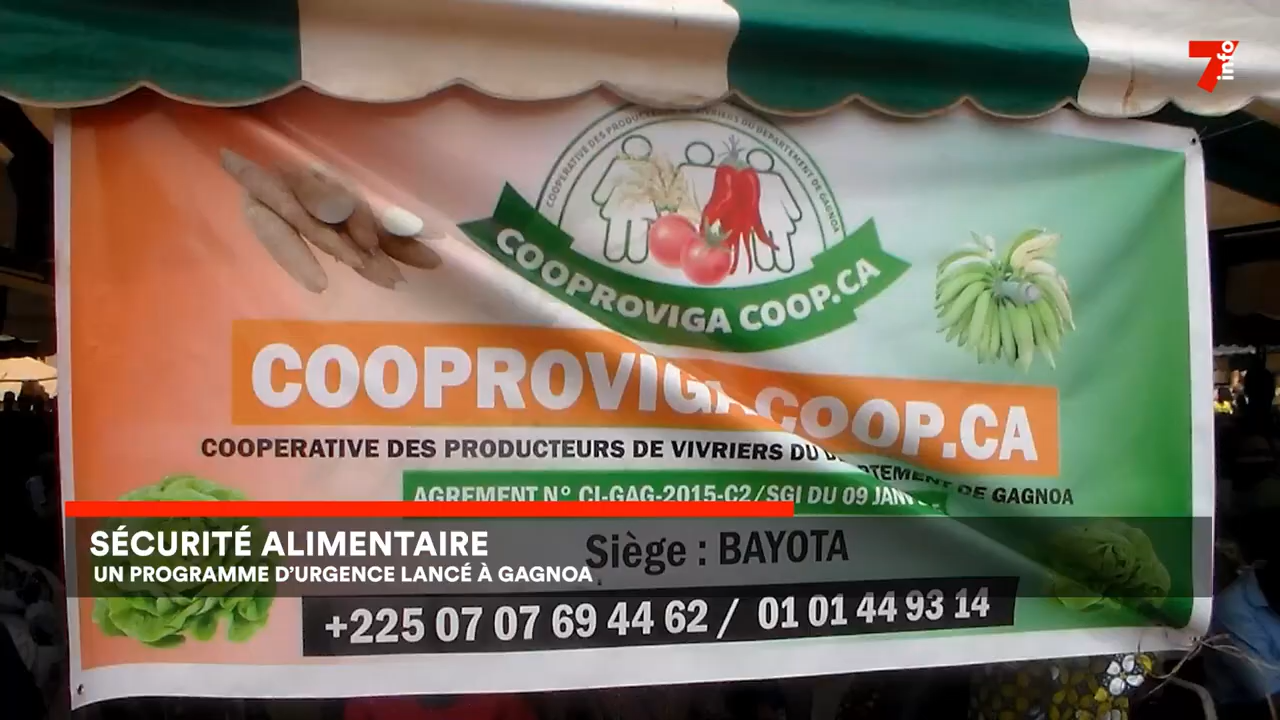 7
info
COOPERATIVE DES PRODUCTEURS VIVRIERS DU DEPARTEMENT DE GAGNOA
COOPROVIGA COOP.CA
COOPROVIGA COOP.CA
COOPERATIVE DES PRODUCTEURS DE VIVRIERS DU DE GAGNOA
AGREMENT N° CI-GAG-2015-C2/SGI DU 09
SÉCURITÉ ALIMENTAIRE
Siège : BAYOTA
UN PROGRAMME D'URGENCE LANCÉ À GAGNOA
+225 07 07 69 44 62 / 01 01 44 93 14